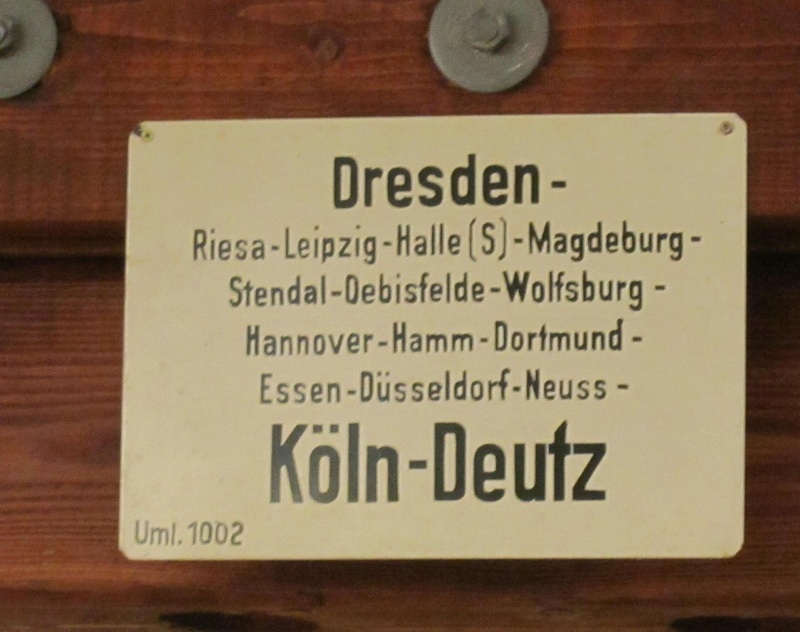 Dresden-
Riesa-Leipzig-Halle(S)-Magdeburg-
Stendal-Oebisfelde-Wolfsburg-
Hannover-Hamm-Dortmund-
Essen-Düsseldorf-Neuss-
Köln-Deutz
Uml.1002